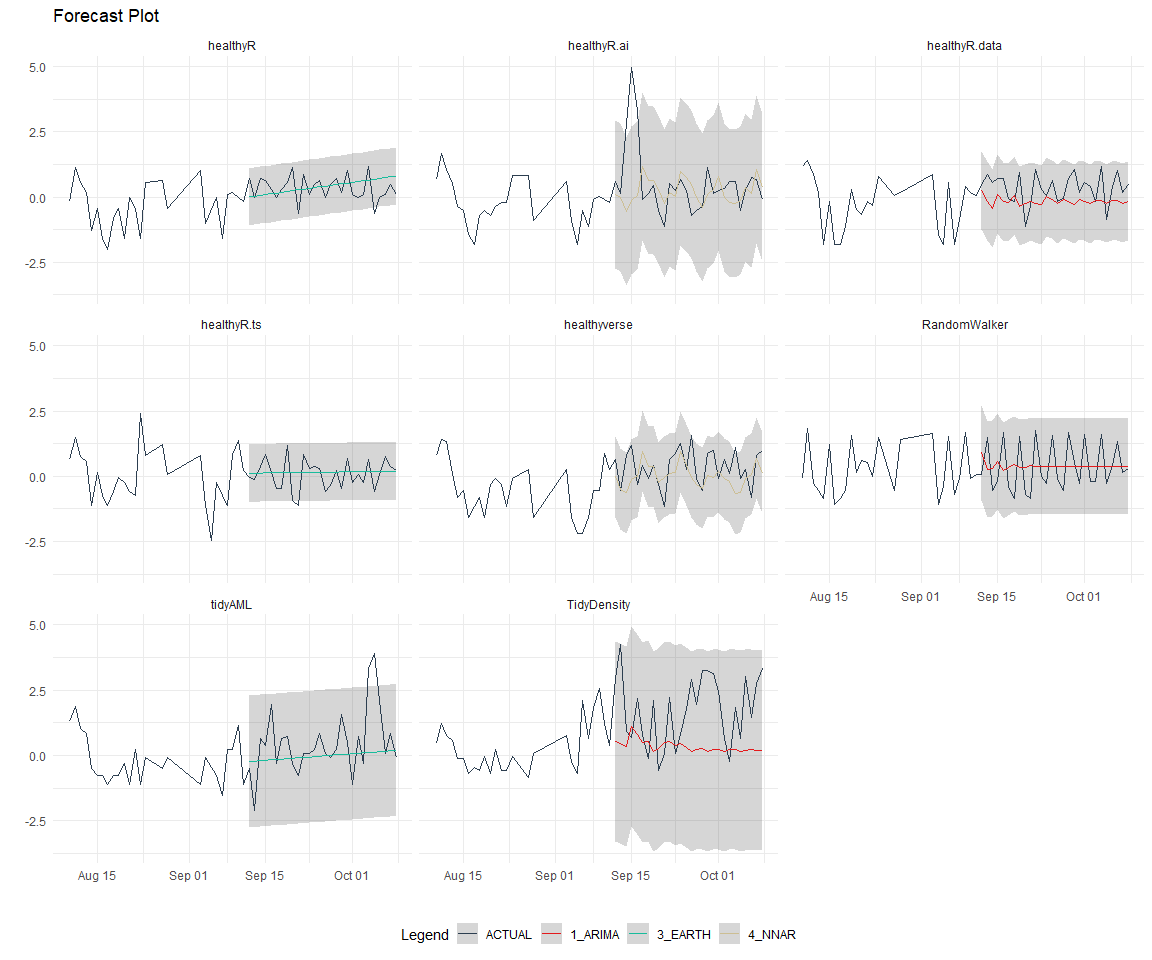 Forecast Plot
healthyR healthyR.ai healthyR.data
5.0
2.5
0.0
-2.5
healthyR.ts healthyverse RandomWalker
5.0
2.5
0.0
-2.5
Aug 15 Sep 01 Sep 15 Oct 01
tidyAML TidyDensity
5.0
2.5
0.0
-2.5
Aug 15 Sep 01 Sep 15 Oct 01 Aug 15 Sep 01 Sep 15 Oct 01
Legend ACTUAL 1_ARIMA 3_EARTH 4_NNAR